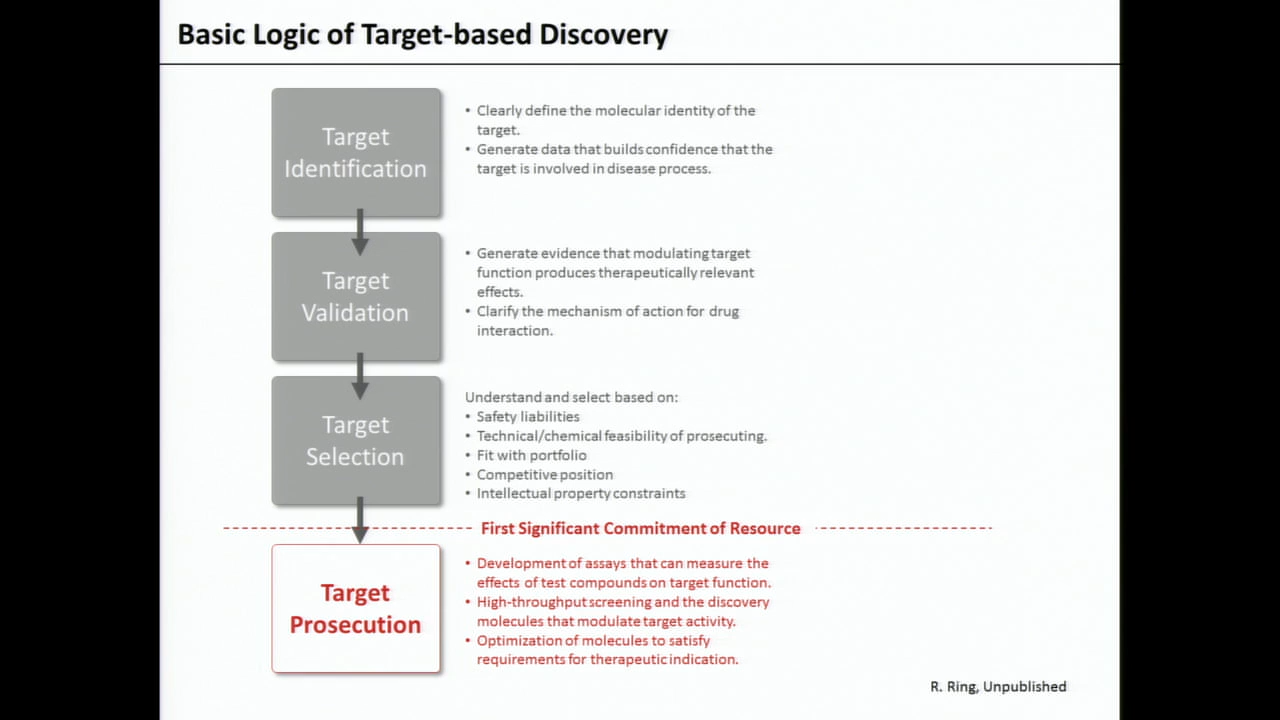 Basic Logic of Target-based Discovery
Target
Identification
• Clearly define the molecular identity of the
target.
• Generate data that builds confidence that the
target is involved in disease process.
Target
Validation
• Generate evidence that modulating target
function produces therapeutically relevant
effects.
• Clarify the mechanism of action for drug
interaction.
Target
Selection
Understand and select based on:
• Safety liabilities
• Technical/chemical feasibility of prosecuting.
• Fit with portfolio
• Competitive position
• Intellectual property constraints
First Significant Commitment of Resource
Target
Prosecution
• Development of assays that can measure the
effects of test compounds on target function.
• High-throughput screening and the discovery
molecules that modulate target activity.
• Optimization of molecules to satisfy
requirements for therapeutic indication.
R. Ring, Unpublished